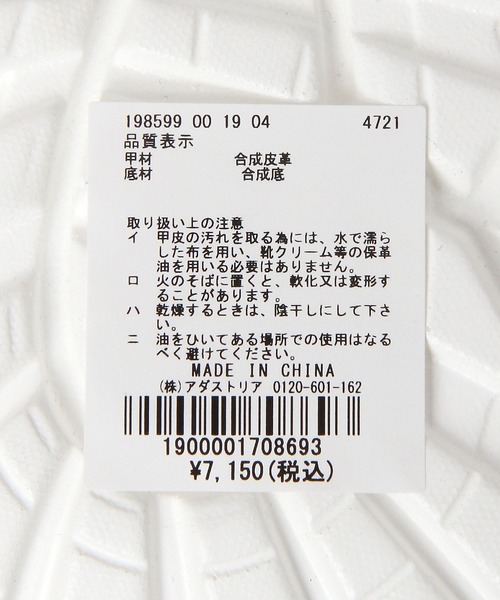 198599 00 19 04 4721
品質表示
甲材 合成皮革
底材 合成底
取り扱い上の注意
イ 甲皮の汚れを取る為には、水で濡ら
した布を用い、靴クリーム等の保革
油を用いる必要はありません。
ロ 火のそばに置くと、軟化又は変形す
ることがあります。
ハ 乾燥するときは、陰干しにして下さ
い。
ニ 油をひいてある場所での使用はなる
べく避けてください。
MADE IN CHINA
(株)アダストリア 0120-601-162
1900001708693
¥7,150(税込)